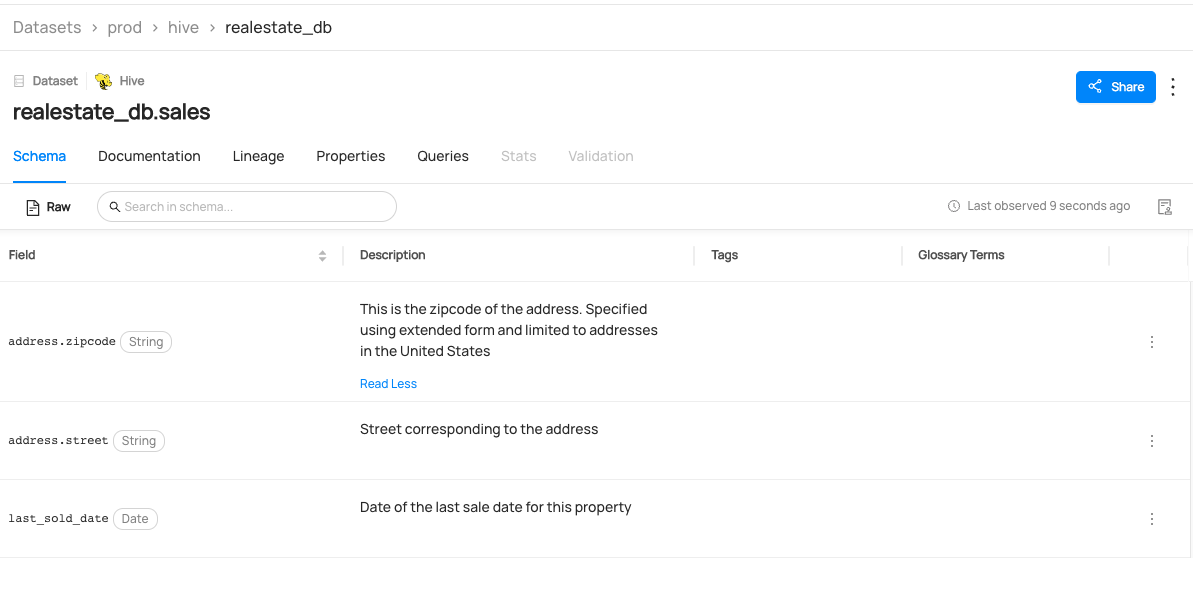 Datasets > prod > hive > realestate_db
Dataset Hive
realestate_db.sales
Share
Schema Documentation Lineage Properties Queries Stats Validation
Raw Search in schema... Last observed 9 seconds ago
Field Description Tags Glossary Terms
This is the zipcode of the address. Specified
using extended form and limited to addresses
address.zipcode String
in the United States
Read Less
Street corresponding to the address
address.street String
Date of the last sale date for this property
last_sold_date Date